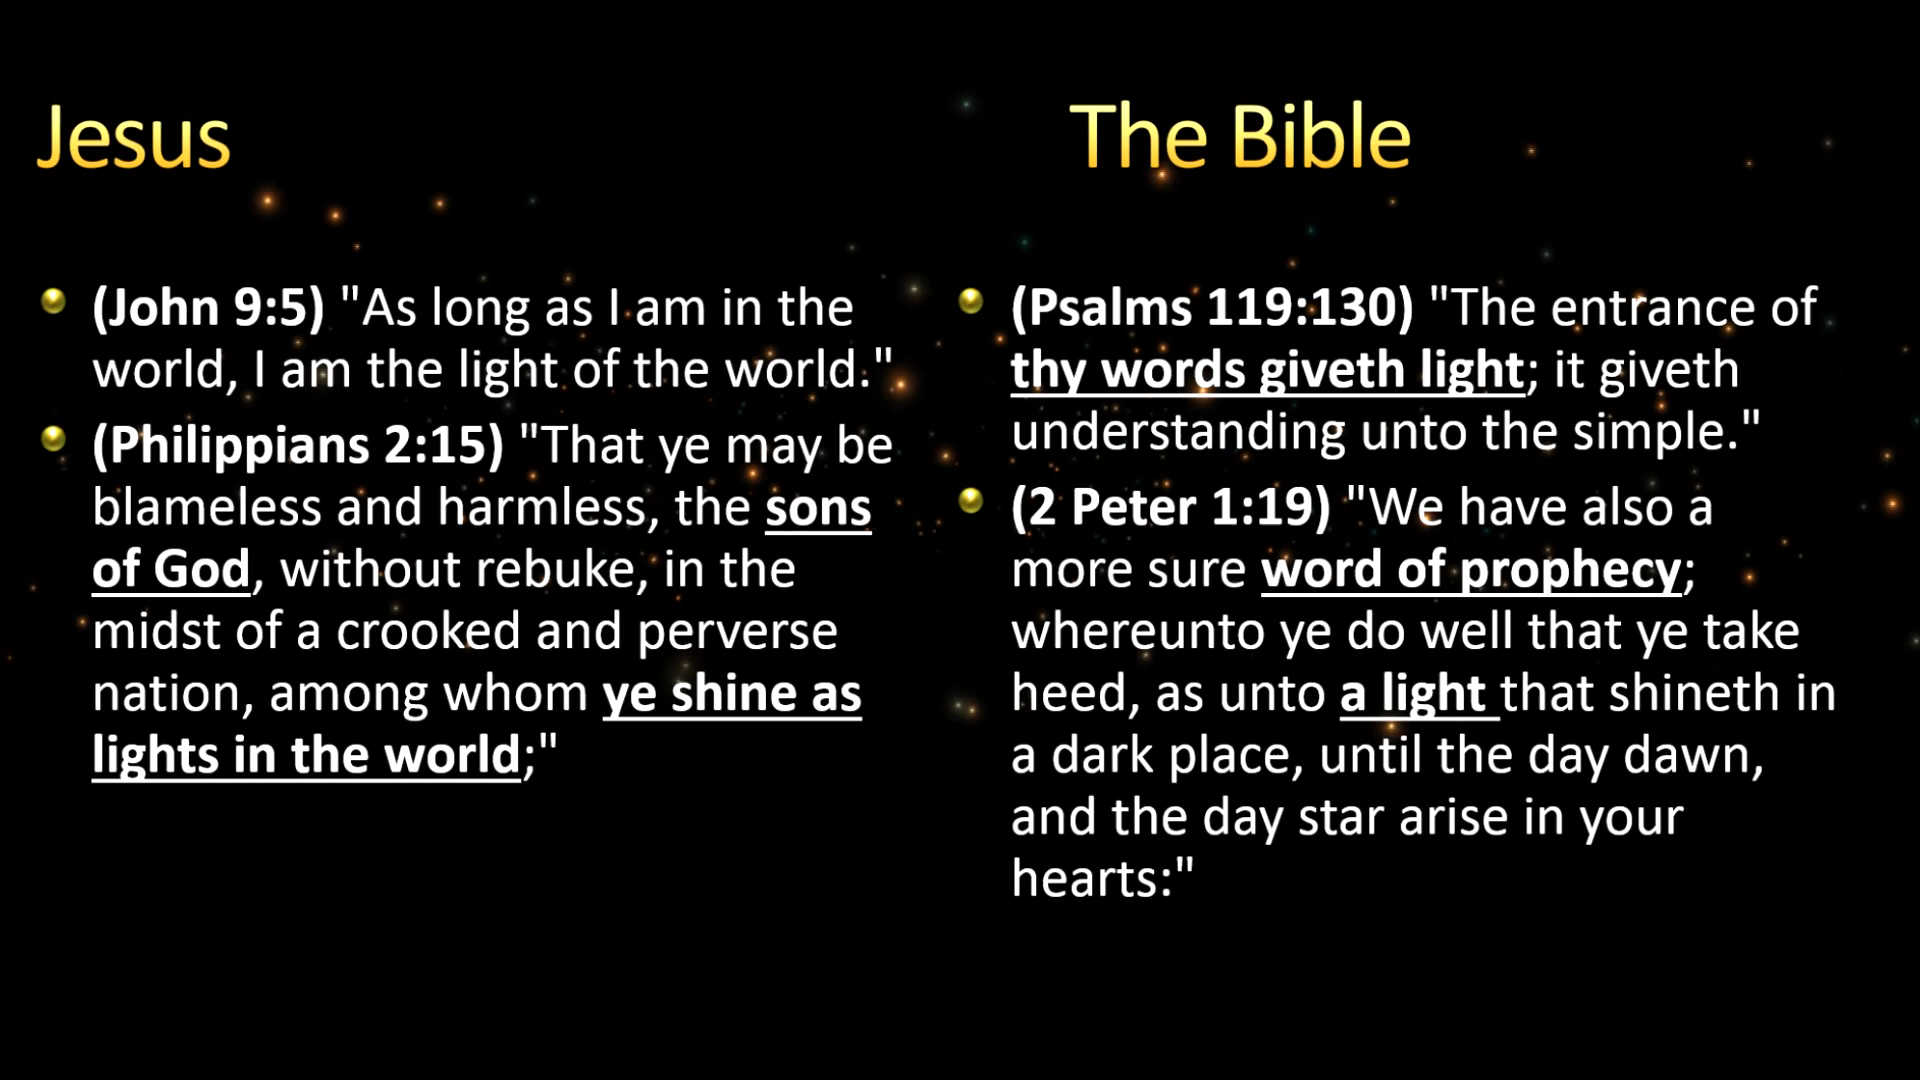 Jesus
(John 9:5) "As long as I am in the
world, I am the light of the world."
(Philippians 2:15) "That ye may be
blameless and harmless, the sons
of God, without rebuke, in the
midst of a crooked and perverse
nation, among whom ye shine as
lights in the world;"
The Bible
(Psalms 119:130) "The entrance of
thy words giveth light; it giveth
understanding unto the simple."
(2 Peter 1:19) "We have also a
more sure word of prophecy;
whereunto ye do well that ye take
heed, as unto a light that shineth in
a dark place, until the day dawn,
and the day star arise in your
hearts:"